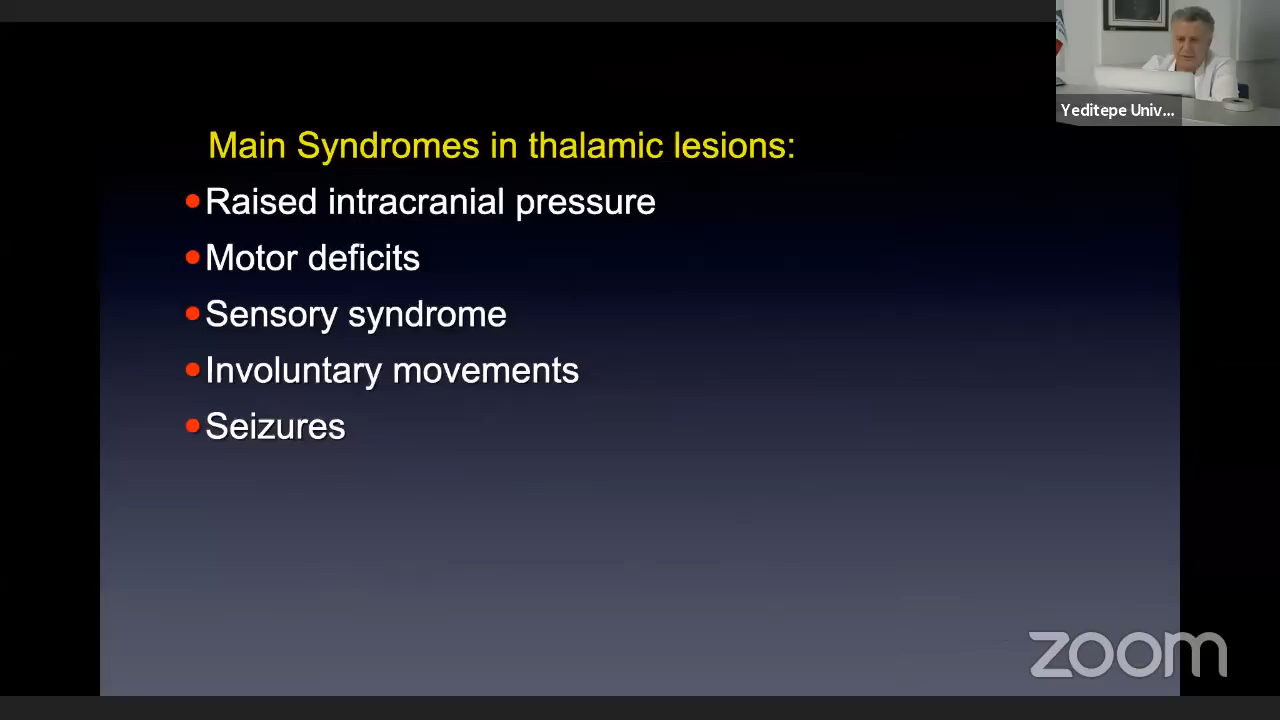 Yeditepe Univ...
Main Syndromes in thalamic lesions:
•Raised intracranial pressure
•Motor deficits
•Sensory syndrome
•Involuntary movements
•Seizures
zoom